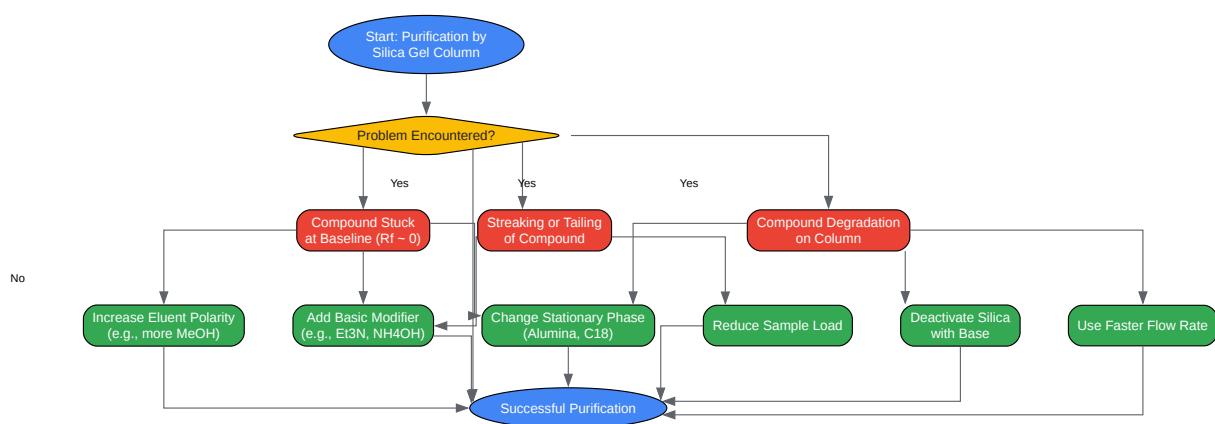 Start: Purification by
Silica Gel Column
Problem Encountered?
Yes
Yes
Yes
Compound Stuck
at Baseline (Rf ~ 0)
Streaking or Tailing
of Compound
Compound Degradation
on Column
No
Increase Eluent Polarity
(e.g., more MeOH)
Add Basic Modifier
(e.g., Et3N, NH4OH)
Change Stationary Phase
(Alumina, C18)
Reduce Sample Load
Deactivate Silica
with Base
Use Faster Flow Rate
Successful Purification